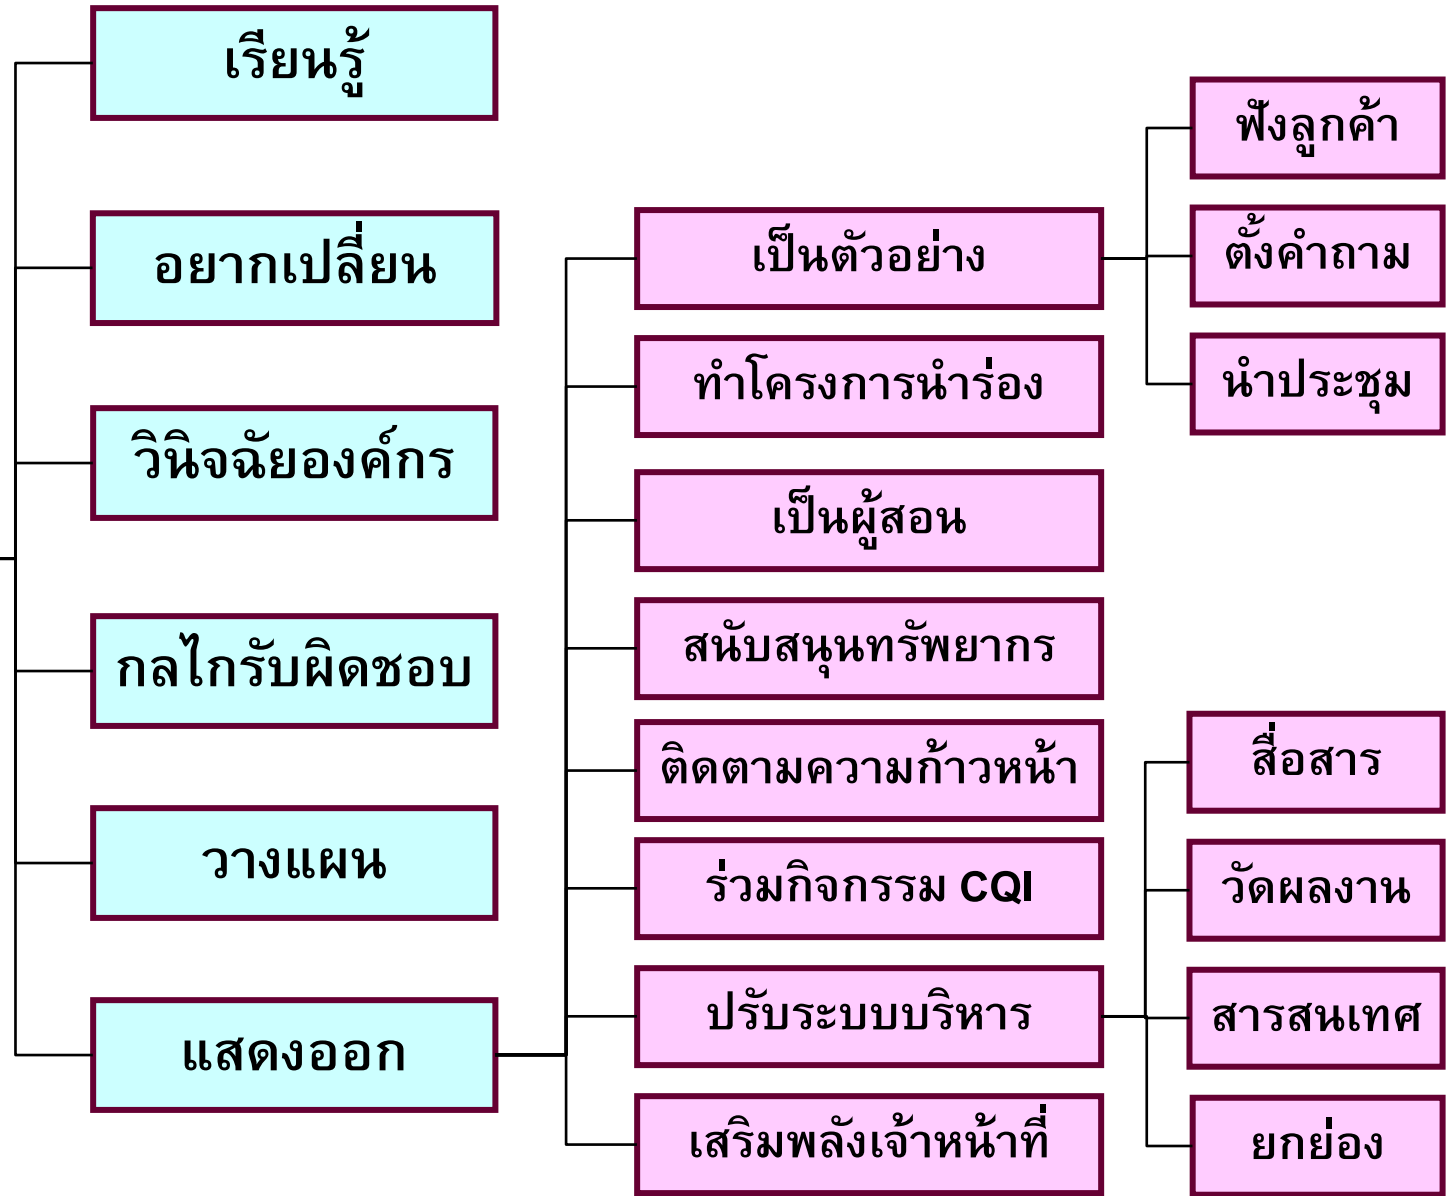 เรียนรู้
อยากเปลี่ยน
วินิจฉัยองค์กร
กลไกรับผิดชอบ
วางแผน
แสดงออก
เป็นตัวอย่าง
ทำโครงการนำร่อง
เป็นผู้สอน
สนับสนุนทรัพยากร
ติดตามความก้าวหน้า
ร่วมกิจกรรม CQI
ปรับระบบบริหาร
เสริมพลังเจ้าหน้าที่
ฟังลูกค้า
ตั้งคำถาม
นำประชุม
สื่อสาร
วัดผลงาน
สารสนเทศ
ยกย่อง